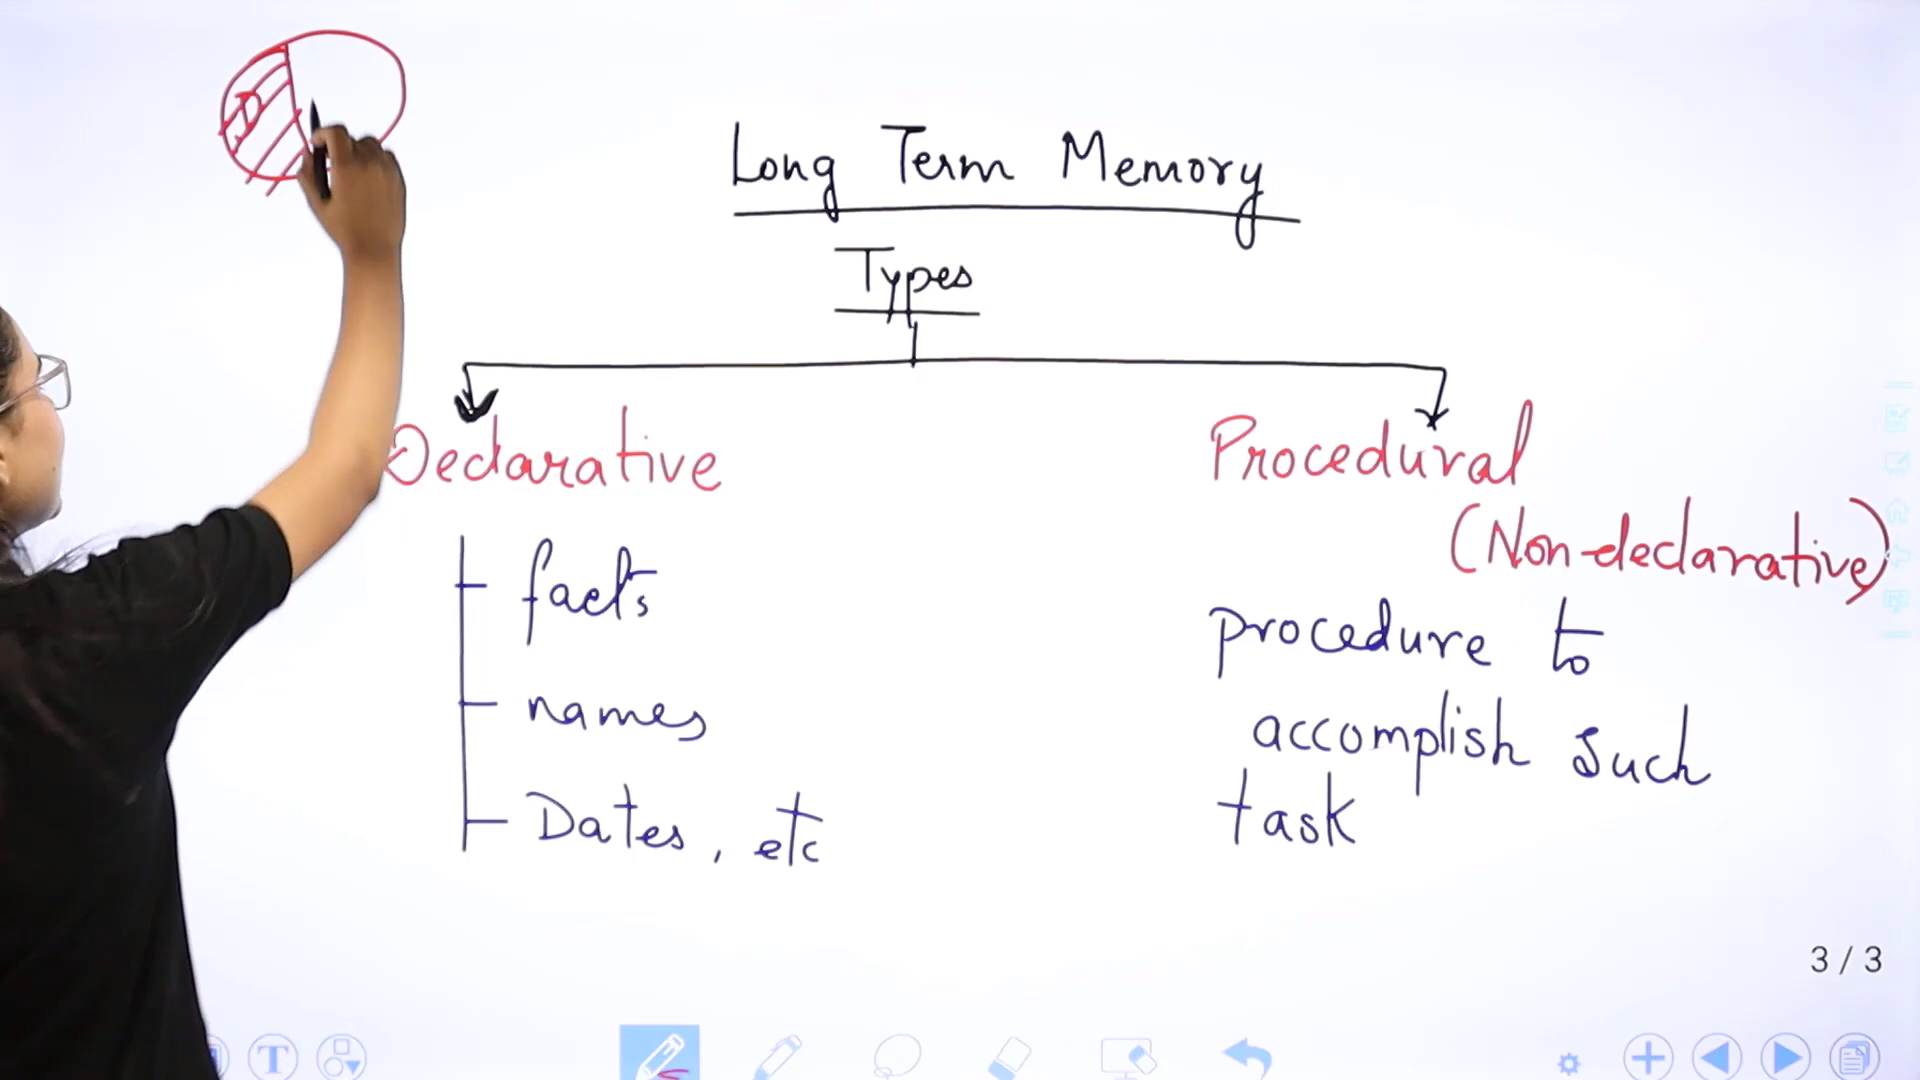 D
Long Term Memory
Types
Declarative
Procedural
(Non-declarative)
facts
names
Dates, etc
procedure to
accomplish such
task
3 / 3
T